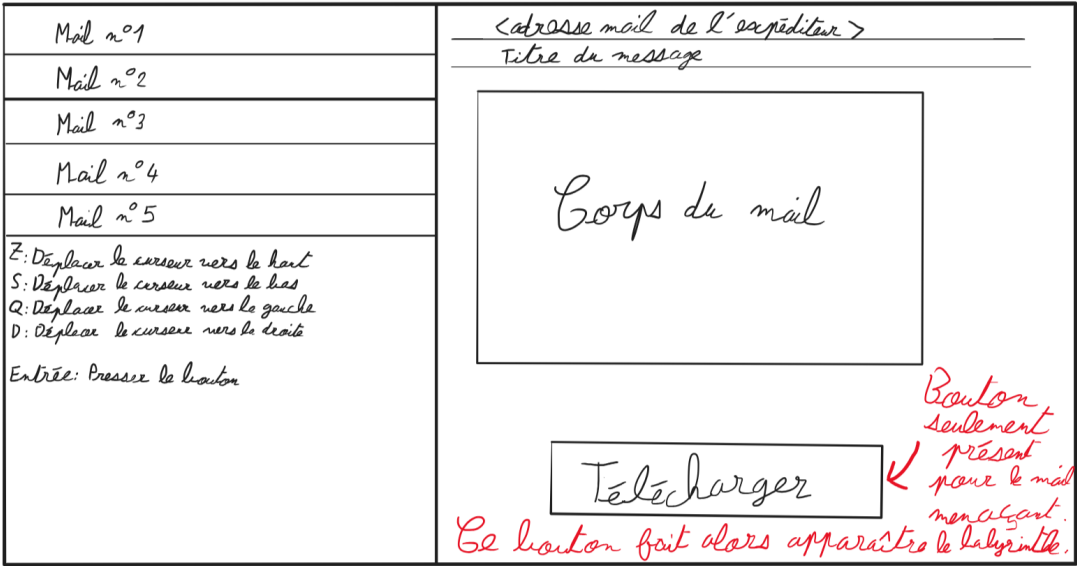 Mail n°1
Mail n°2
Mail n°3
Mail n°4
Mail n°5
Z: Déplacer le curseur vers le haut
S: Déplacer le curseur vers le bas
Q: Déplacer le curseur vers la gauche
D: Déplacer le curseur vers la droite
Entrée: Presser le bouton
<adresse mail de l'expéditeur>
Titre du message
Corps du mail
Télécharger
Bouton
seulement
présent
pour le mail
menaçant.
Ce bouton fait alors apparaître le labyrinthe.